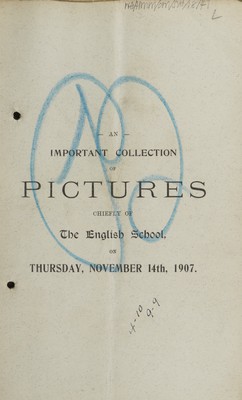 – AN –
IMPORTANT COLLECTION
OF
PICTURES
CHIEFLY OF
The English School.
ON
THURSDAY, NOVEMBER 14th, 1907.